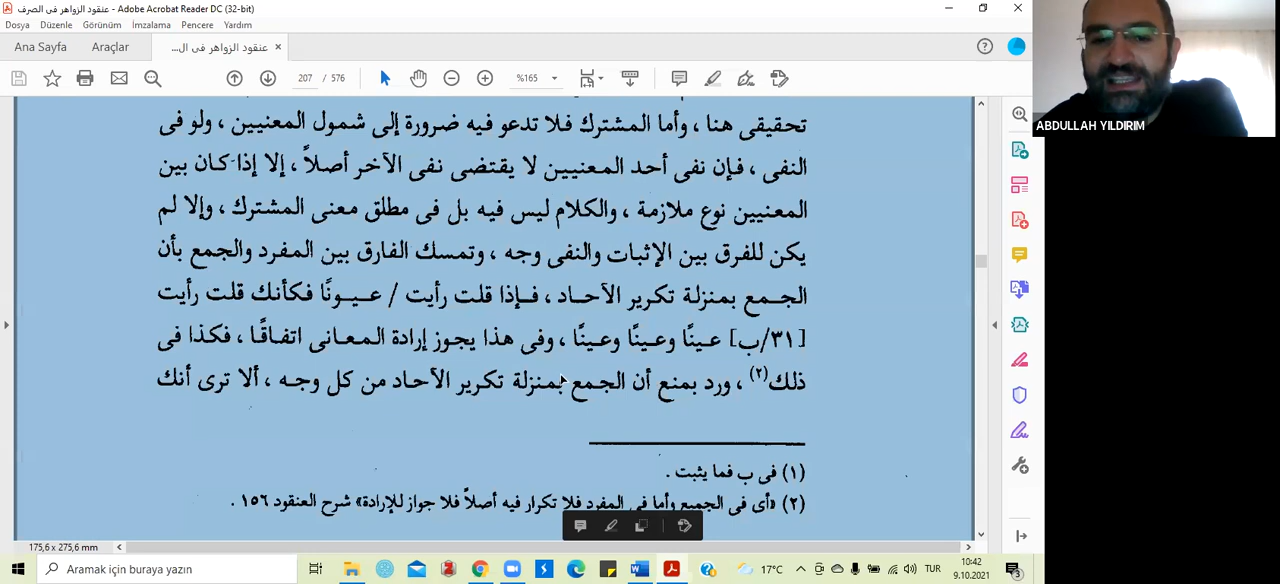 عنقود الزواهر فى الصرف - Adobe Acrobat Reader DC (32-bit)
Dosya Düzenle Görünüm İmzalama Pencere Yardım
Ana Sayfa Araçlar عنقود الزواهر فى ال... ×
207 / 576 %165
تحقيقى هنا ، وأما المشترك فلا تدعو فيه ضرورة إلى شمول المعنيين ، ولو فى
النفى ، فإن نفى أحد المعنيين لا يقتضى نفى الآخر أصلاً ، إلا إذا كان بين
المعنيين نوع ملازمة ، والكلام ليس فيه بل فى مطلق معنى المشترك ، وإلا لم
يكن للفرق بين الإثبات والنفى وجه ، وتمسك الفارق بين المفرد والجمع بأن
الجمع بمنزلة تكرير الآحاد ، فإذا قلت رأيت / عيونًا فكأنك قلت رأيت
[٣١/ب] عينًا وعينًا وعينًا ، وفى هذا يجوز إرادة المعانى اتفاقًا ، فكذا فى
ذلك(٢) ، ورد بمنع أن الجمع بمنزلة تكرير الآحاد من كل وجه ، ألا ترى أنك
(١) فى ب فما يثبت .
(٢) «أى فى الجميع وأما فى المفرد فلا تكرار فيه أصلاً فلا جواز للإرادة» شرح العنقود ١٥٦ .
175,6 x 275,6 mm
ABDULLAH YILDIRIM
Aramak için buraya yazın
17°C TUR 10:42
9.10.2021
3